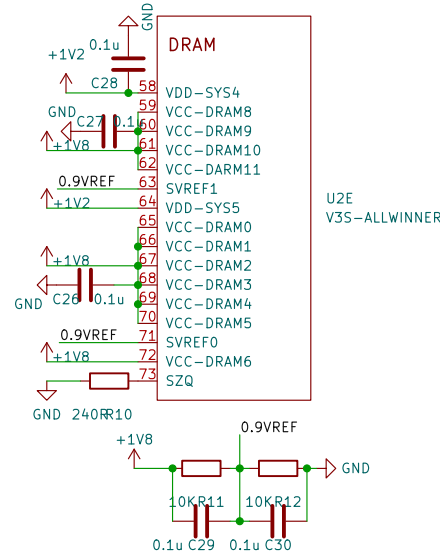 GND
0.1u
DRAM
+1V2
C28
58 VDD-SYS4
59 VCC-DRAM8
GND
C27 0.1u
60 VCC-DRAM9
+1V8
61 VCC-DRAM10
62 VCC-DARM11
0.9VREF
63 SVREF1
+1V2
64 VDD-SYS5
U2E
V3S-ALLWINNER
65 VCC-DRAM0
66 VCC-DRAM1
+1V8
67 VCC-DRAM2
68 VCC-DRAM3
GND
C26 0.1u
69 VCC-DRAM4
70 VCC-DRAM5
0.9VREF
71 SVREF0
+1V8
72 VCC-DRAM6
73 SZQ
GND 240R R10
0.9VREF
+1V8
GND
10K R11 10K R12
0.1u C29 0.1u C30